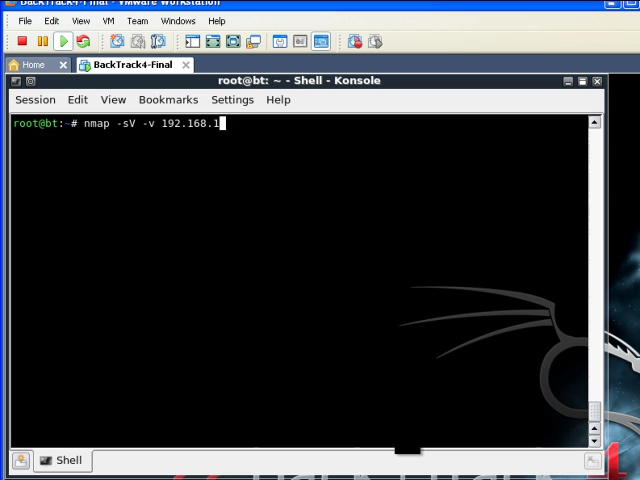 BackTrack4-Final - VMware Workstation
File Edit View VM Team Windows Help
Home BackTrack4-Final
root@bt: ~ - Shell - Konsole
Session Edit View Bookmarks Settings Help
root@bt:~# nmap -sV -v 192.168.1
Shell